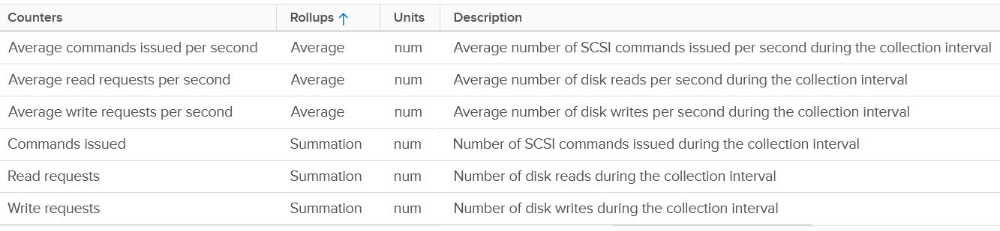 Counters Rollups ↑ Units Description
Average commands issued per second Average num Average number of SCSI commands issued per second during the collection interval
Average read requests per second Average num Average number of disk reads per second during the collection interval
Average write requests per second Average num Average number of disk writes per second during the collection interval
Commands issued Summation num Number of SCSI commands issued during the collection interval
Read requests Summation num Number of disk reads during the collection interval
Write requests Summation num Number of disk writes during the collection interval